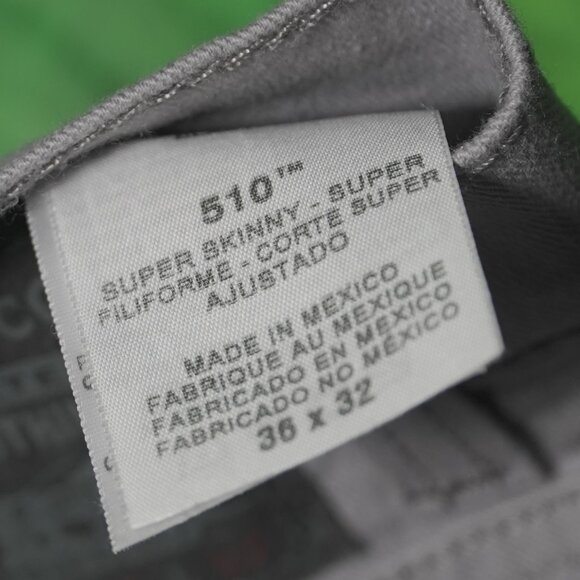 510™
SUPER SKINNY - SUPER
FILIFORME - CORTE SUPER
AJUSTADO
MADE IN MEXICO
FABRIQUE AU MEXIQUE
FABRICADO EN MEXICO
FABRICADO NO MÉXICO
36 x 32